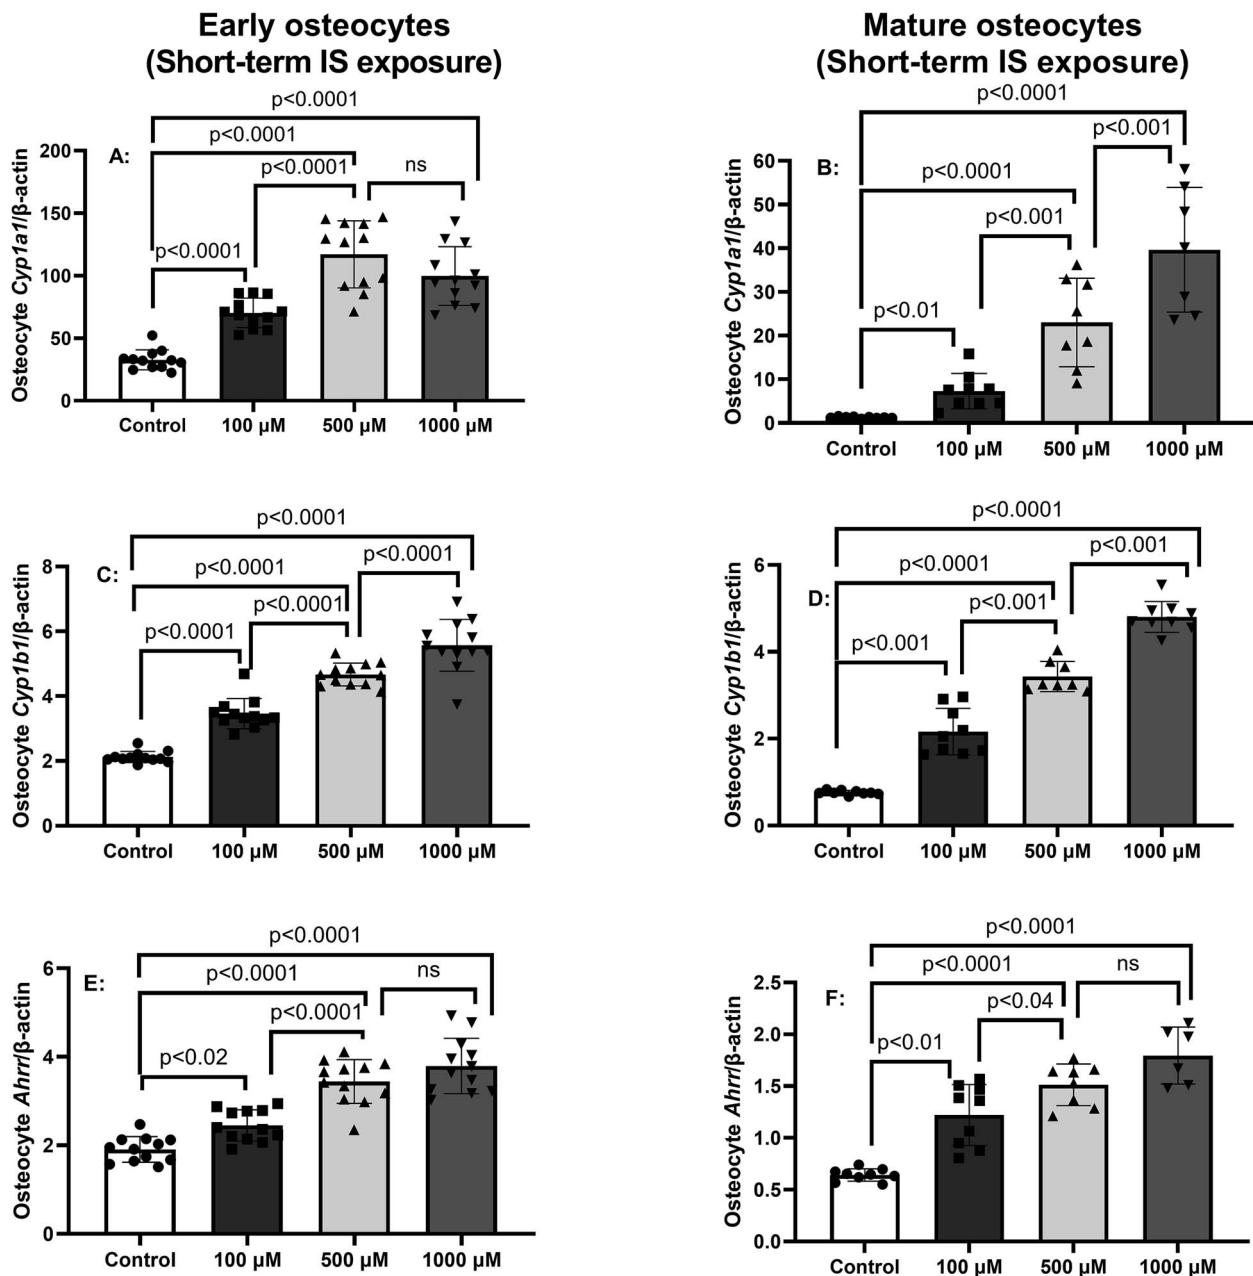 Early osteocytes
(Short-term IS exposure)
Mature osteocytes
(Short-term IS exposure)
A:
p<0.0001
p<0.0001
p<0.0001
ns
p<0.0001
Osteocyte Cyp1a1/β-actin
200
150
100
50
0
Control 100 µM 500 µM 1000 µM
B:
p<0.0001
p<0.001
p<0.0001
p<0.001
p<0.01
Osteocyte Cyp1a1/β-actin
60
50
40
30
20
10
0
Control 100 µM 500 µM 1000 µM
C:
p<0.0001
p<0.0001
p<0.0001
p<0.0001
p<0.0001
Osteocyte Cyp1b1/β-actin
8
6
4
2
0
Control 100 µM 500 µM 1000 µM
D:
p<0.0001
p<0.0001
p<0.001
p<0.001
p<0.001
Osteocyte Cyp1b1/β-actin
6
4
2
0
Control 100 µM 500 µM 1000 µM
E:
p<0.0001
p<0.0001
ns
p<0.0001
p<0.02
Osteocyte Ahrr/β-actin
6
4
2
0
Control 100 µM 500 µM 1000 µM
F:
p<0.0001
p<0.0001
ns
p<0.04
p<0.01
Osteocyte Ahrr/β-actin
2.5
2.0
1.5
1.0
0.5
0.0
Control 100 µM 500 µM 1000 µM